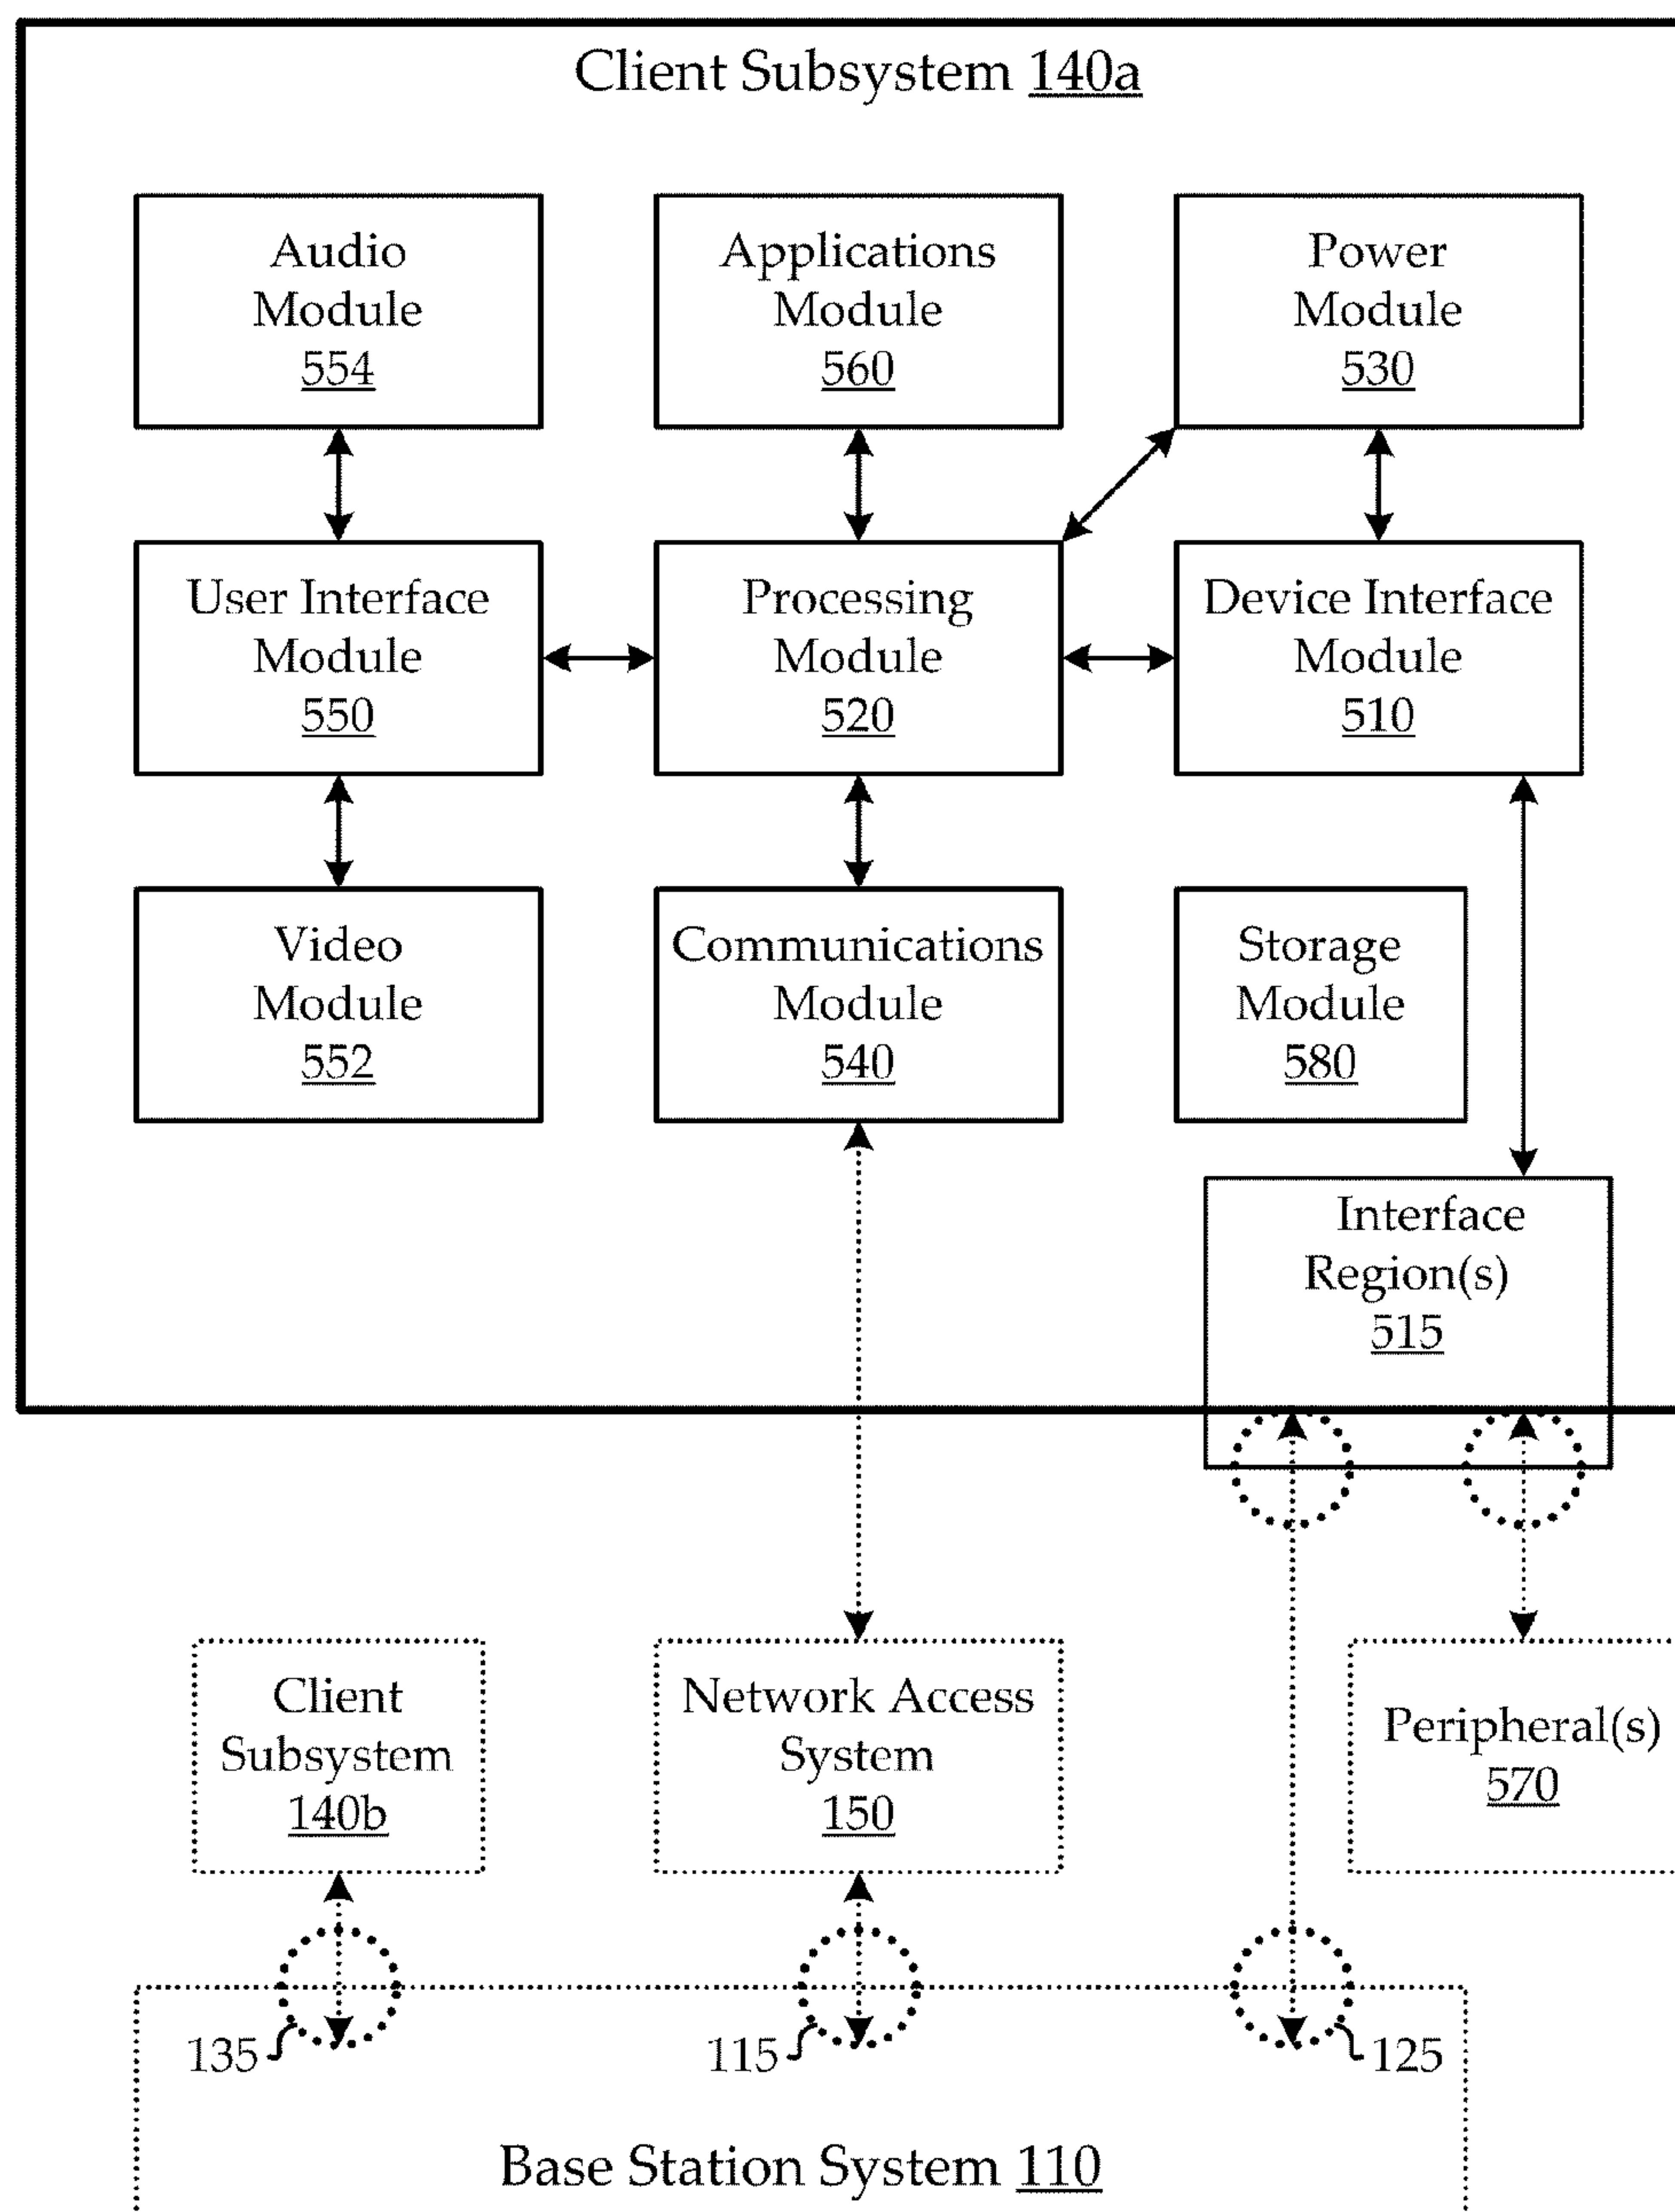 Client Subsystem 140a
Audio
Module
554
Applications
Module
560
Power
Module
530
User Interface
Module
550
Processing
Module
520
Device Interface
Module
510
Video
Module
552
Communications
Module
540
Storage
Module
580
Interface
Region(s)
515
Client
Subsystem
140b
Network Access
System
150
Peripheral(s)
570
135
115
125
Base Station System 110